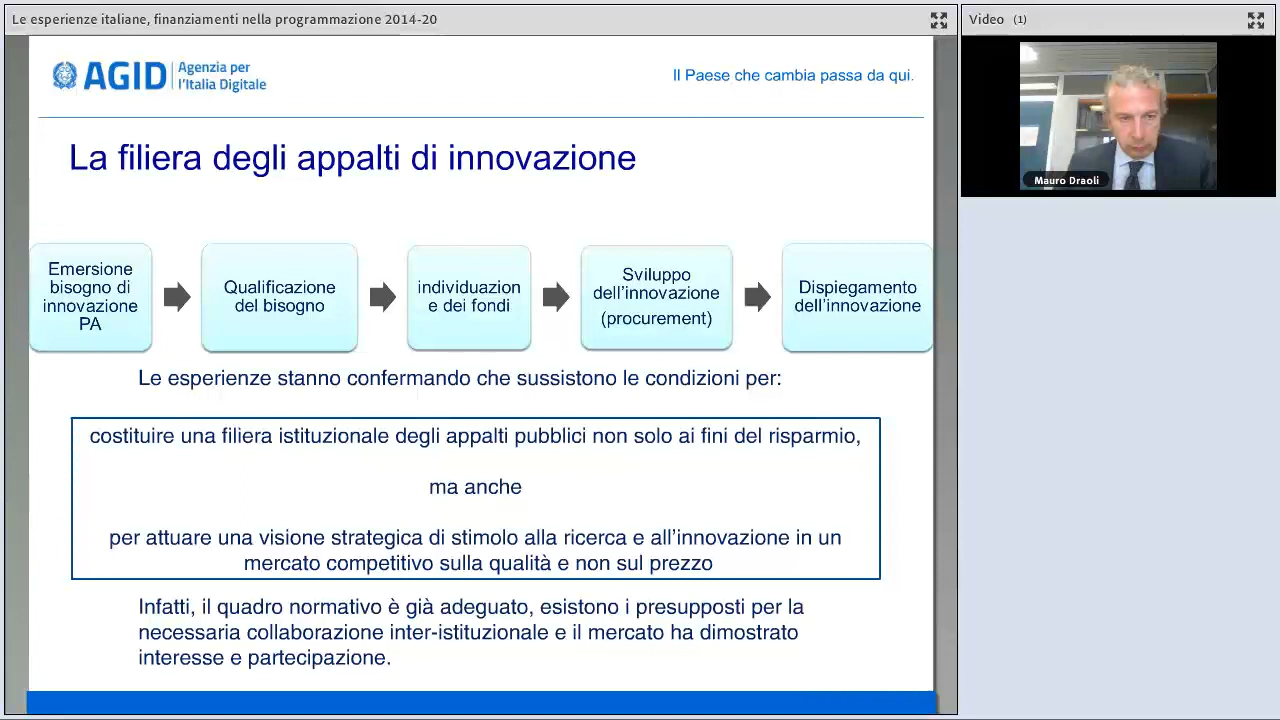 Le esperienze italiane, finanziamenti nella programmazione 2014-20
Video (1)
AGID
Agenzia per
l'Italia Digitale
Il Paese che cambia passa da qui.
Mauro Draoli
La filiera degli appalti di innovazione
Emersione
bisogno di
innovazione
PA
Qualificazione
del bisogno
individuazion
e dei fondi
Sviluppo
dell'innovazione
(procurement)
Dispiegamento
dell'innovazione
Le esperienze stanno confermando che sussistono le condizioni per:
costituire una filiera istituzionale degli appalti pubblici non solo ai fini del risparmio,
ma anche
per attuare una visione strategica di stimolo alla ricerca e all'innovazione in un
mercato competitivo sulla qualità e non sul prezzo
Infatti, il quadro normativo è già adeguato, esistono i presupposti per la
necessaria collaborazione inter-istituzionale e il mercato ha dimostrato
interesse e partecipazione.